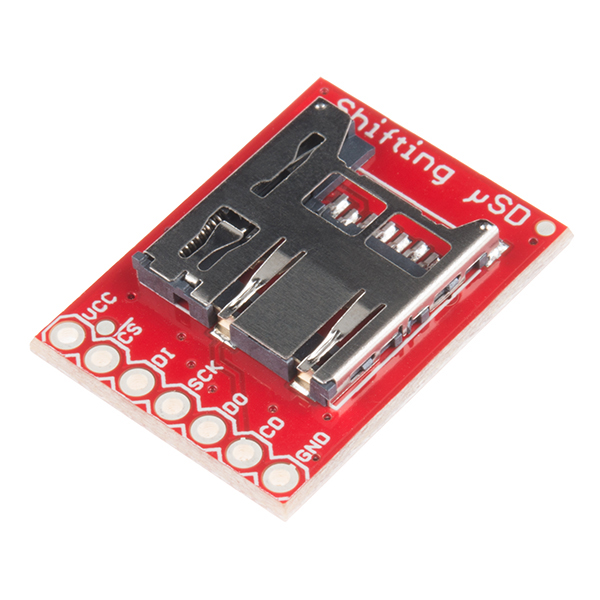 Shifting µSD
VCC
CS
DI
SCK
DO
CD
GND